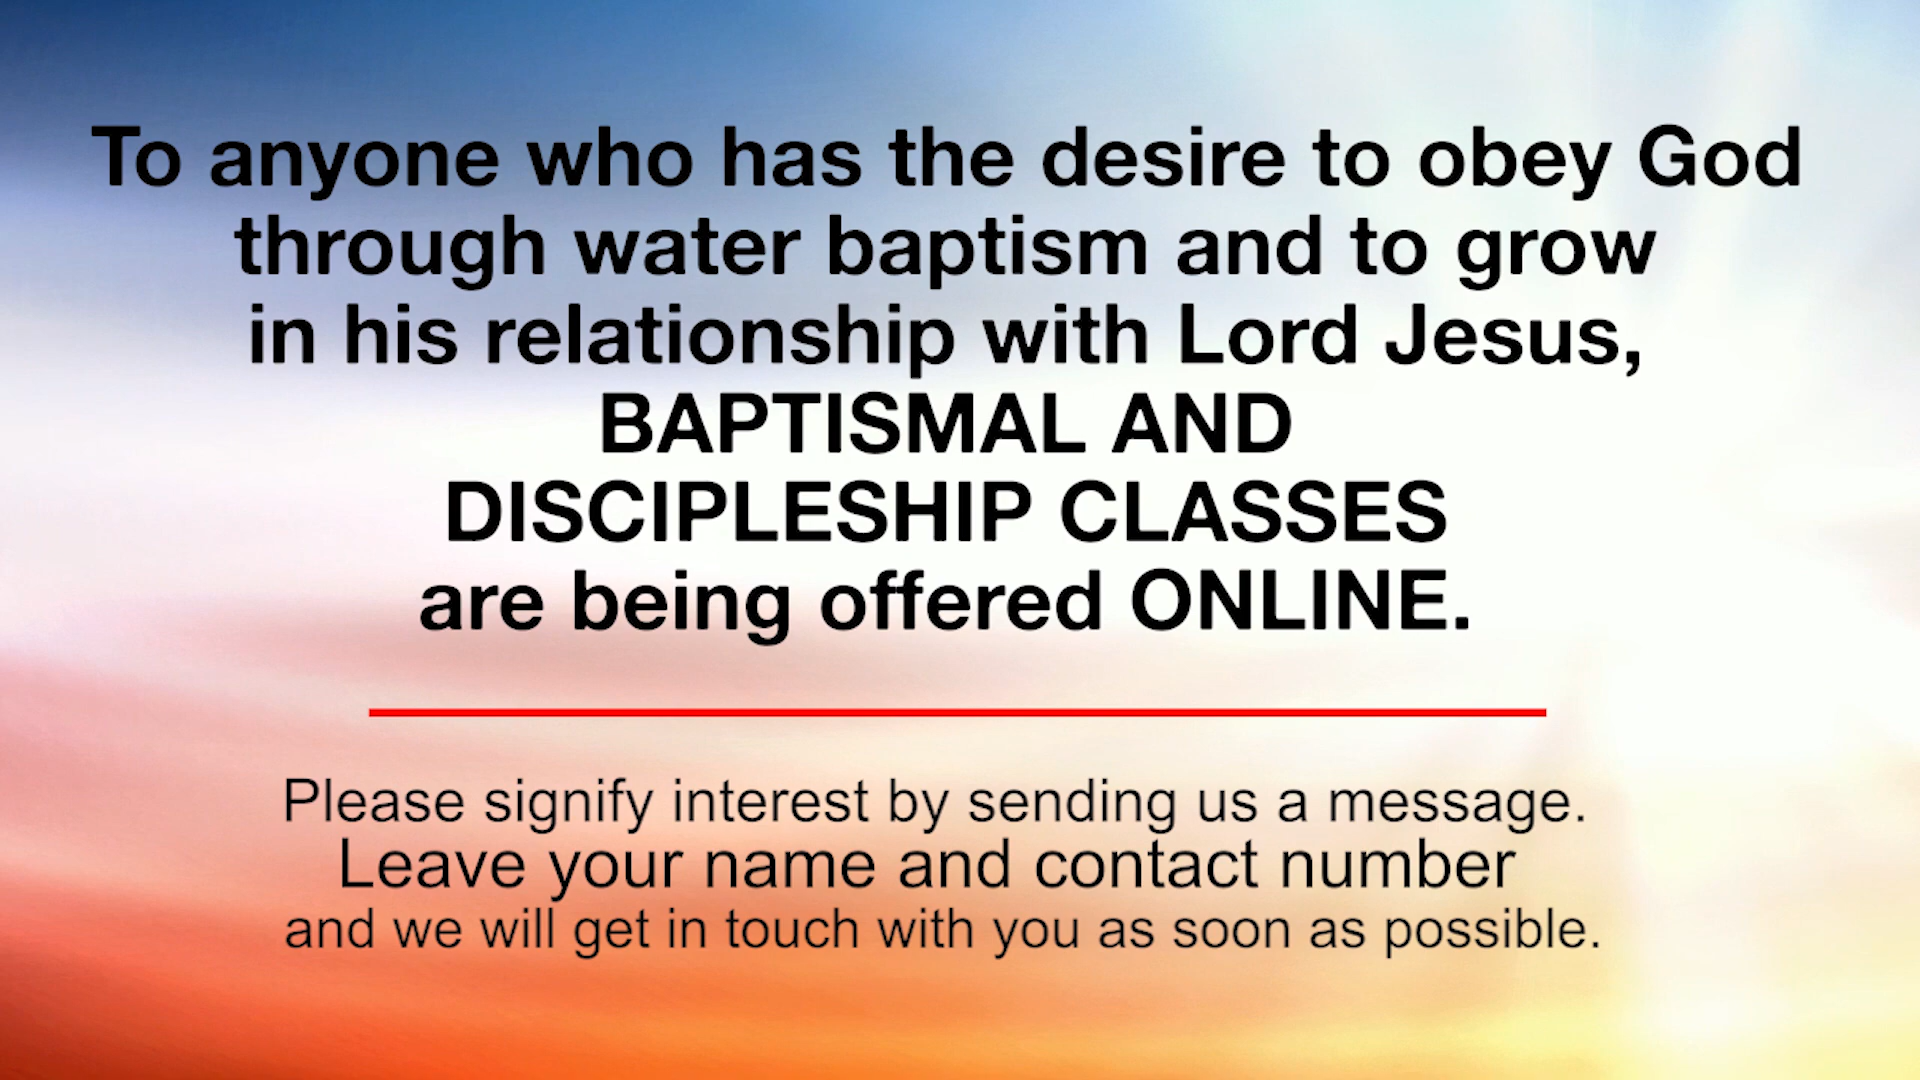 To anyone who has the desire to obey God
through water baptism and to grow
in his relationship with Lord Jesus,
BAPTISMAL AND
DISCIPLESHIP CLASSES
are being offered ONLINE.
Please signify interest by sending us a message.
Leave your name and contact number
and we will get in touch with you as soon as possible.